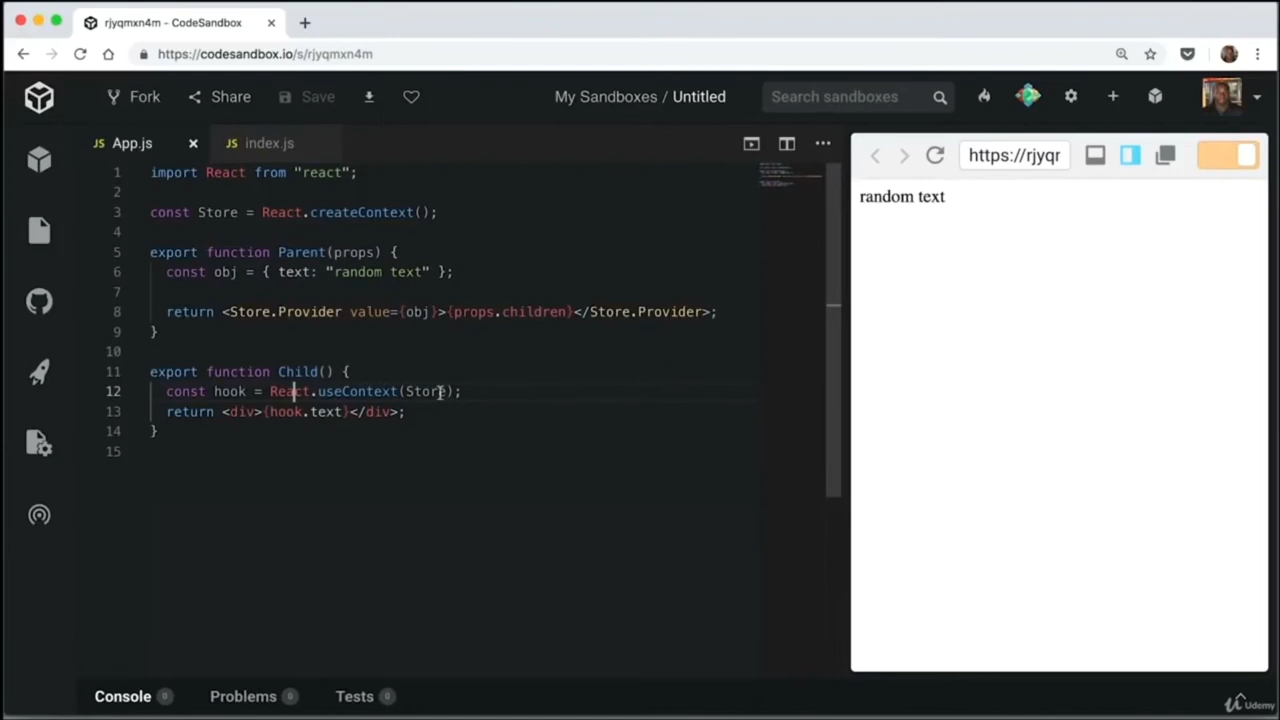 rjyqmxn4m - CodeSandbox
https://codesandbox.io/s/rjyqmxn4m
Fork Share Save My Sandboxes / Untitled Search sandboxes
JS App.js JS index.js
https://rjyqr
random text
1 import React from "react";
2
3 const Store = React.createContext();
4
5 export function Parent(props) {
6 const obj = { text: "random text" };
7
8 return <Store.Provider value={obj}>{props.children}</Store.Provider>;
9 }
10
11 export function Child() {
12 const hook = React.useContext(Store);
13 return <div>{hook.text}</div>;
14 }
15
Console 0 Problems 0 Tests 0
Udemy